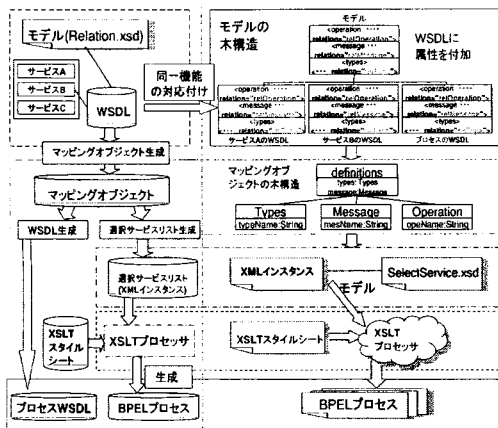 モデル(Relation.xsd)
サービスA
サービスB
サービスC
WSDL
同一機能
の対応付け
モデルの
木構造
モデル
<operation ····
relation="relOperation">
<message ····
<types>
WSDLに
属性を付加
<operation ····
relation="relOperation">
<message ····
<types>
サービスAのWSDL
<operation ····
<message ····
<types>
サービスBのWSDL
<operation ····
<message ····
<types>
プロセスのWSDL
マッピングオブジェクト生成
マッピングオブジェクト
マッピングオブ
ジェクトの木構造
definitions
types: Types
message:Message
Types
typeName:String
Message
mesName:String
Operation
opeName:String
WSDL生成
選択サービスリスト生成
選択サービスリスト
(XMLインスタンス)
XMLインスタンス
SelectService.xsd
モデル
XSLT
スタイル
シート
XSLTプロセッサ
XSLTスタイルシート
XSLT
プロセッサ
生成
プロセスWSDL
BPELプロセス
BPELプロセス